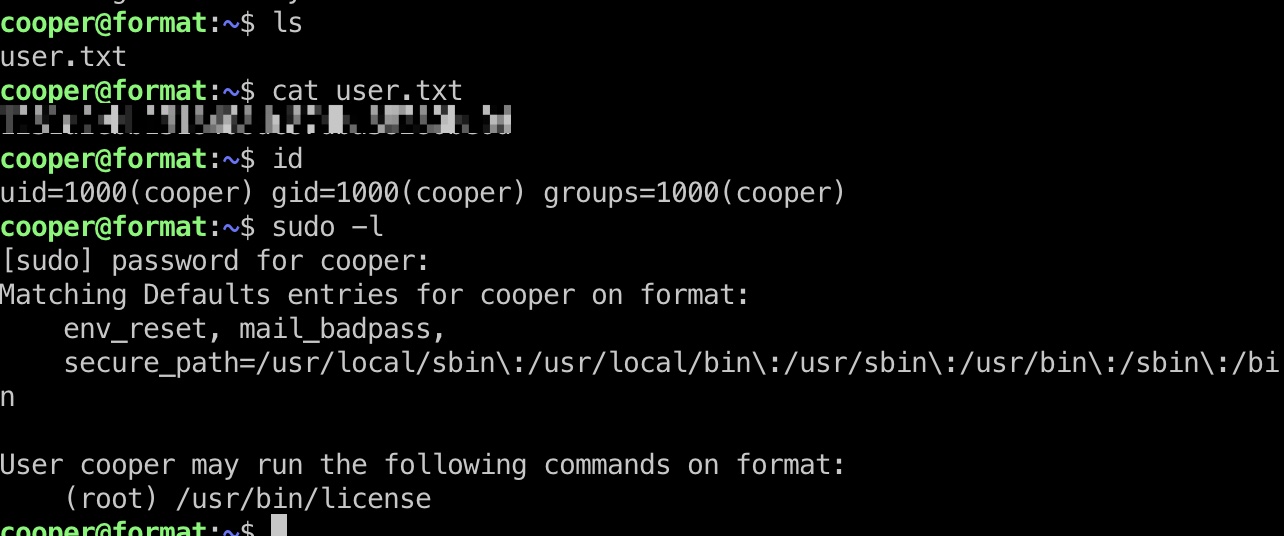 cooper@format:~$ ls
user.txt
cooper@format:~$ cat user.txt
cooper@format:~$ id
uid=1000(cooper) gid=1000(cooper) groups=1000(cooper)
cooper@format:~$ sudo -l
[sudo] password for cooper:
Matching Defaults entries for cooper on format:
    env_reset, mail_badpass,
    secure_path=/usr/local/sbin\:/usr/local/bin\:/usr/sbin\:/usr/bin\:/sbin\:/bi
n

User cooper may run the following commands on format:
    (root) /usr/bin/license
cooper@format:~$